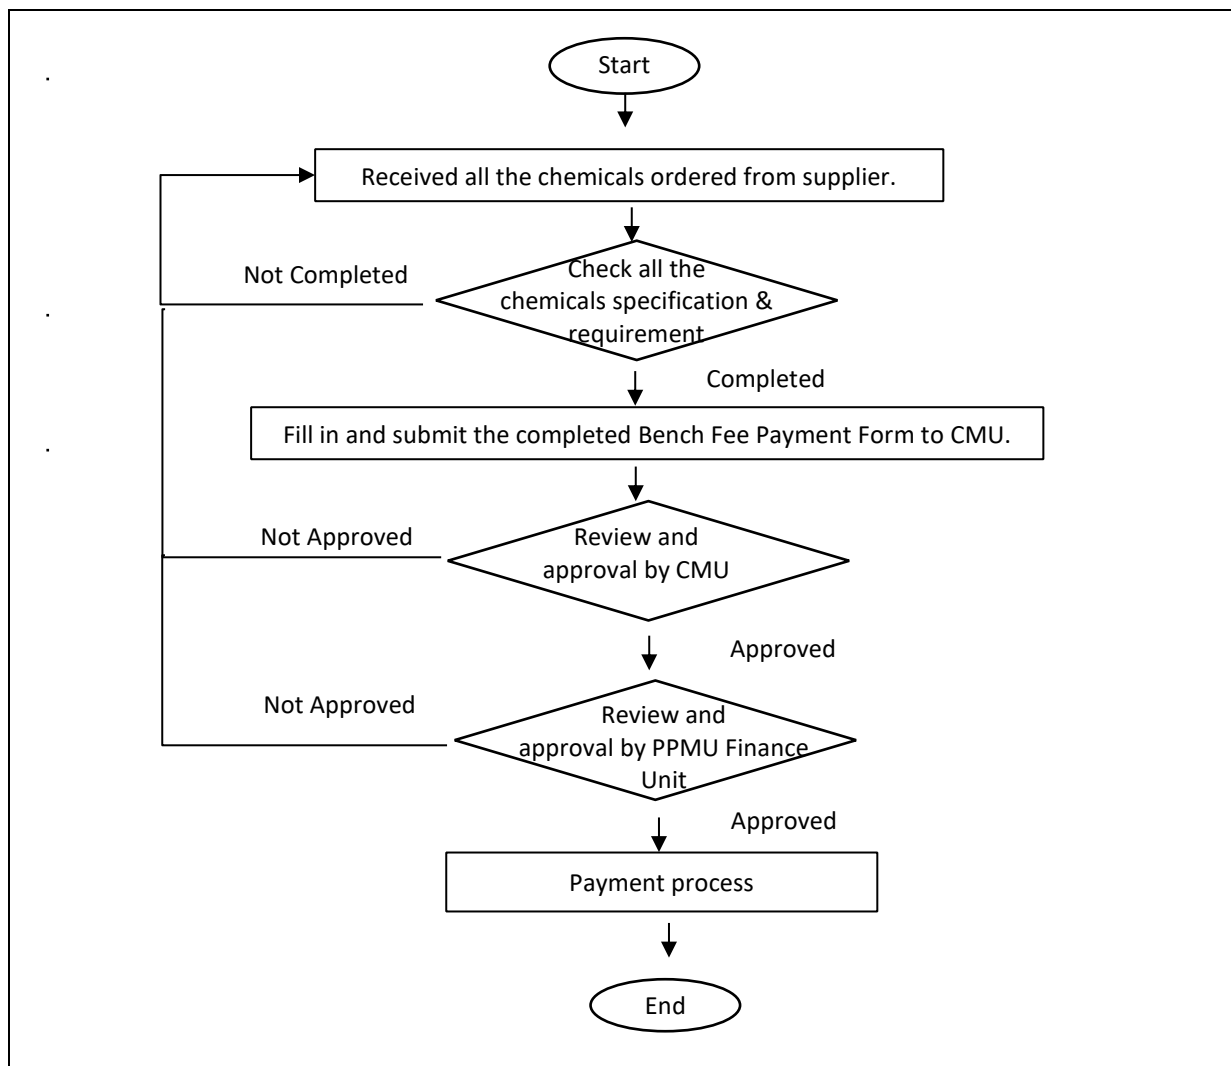 Start
Received all the chemicals ordered from supplier.
Not Completed
Check all the
chemicals specification &
requirement
Completed
Fill in and submit the completed Bench Fee Payment Form to CMU.
Not Approved
Review and
approval by CMU
Approved
Not Approved
Review and
approval by PPMU Finance
Unit
Approved
Payment process
End